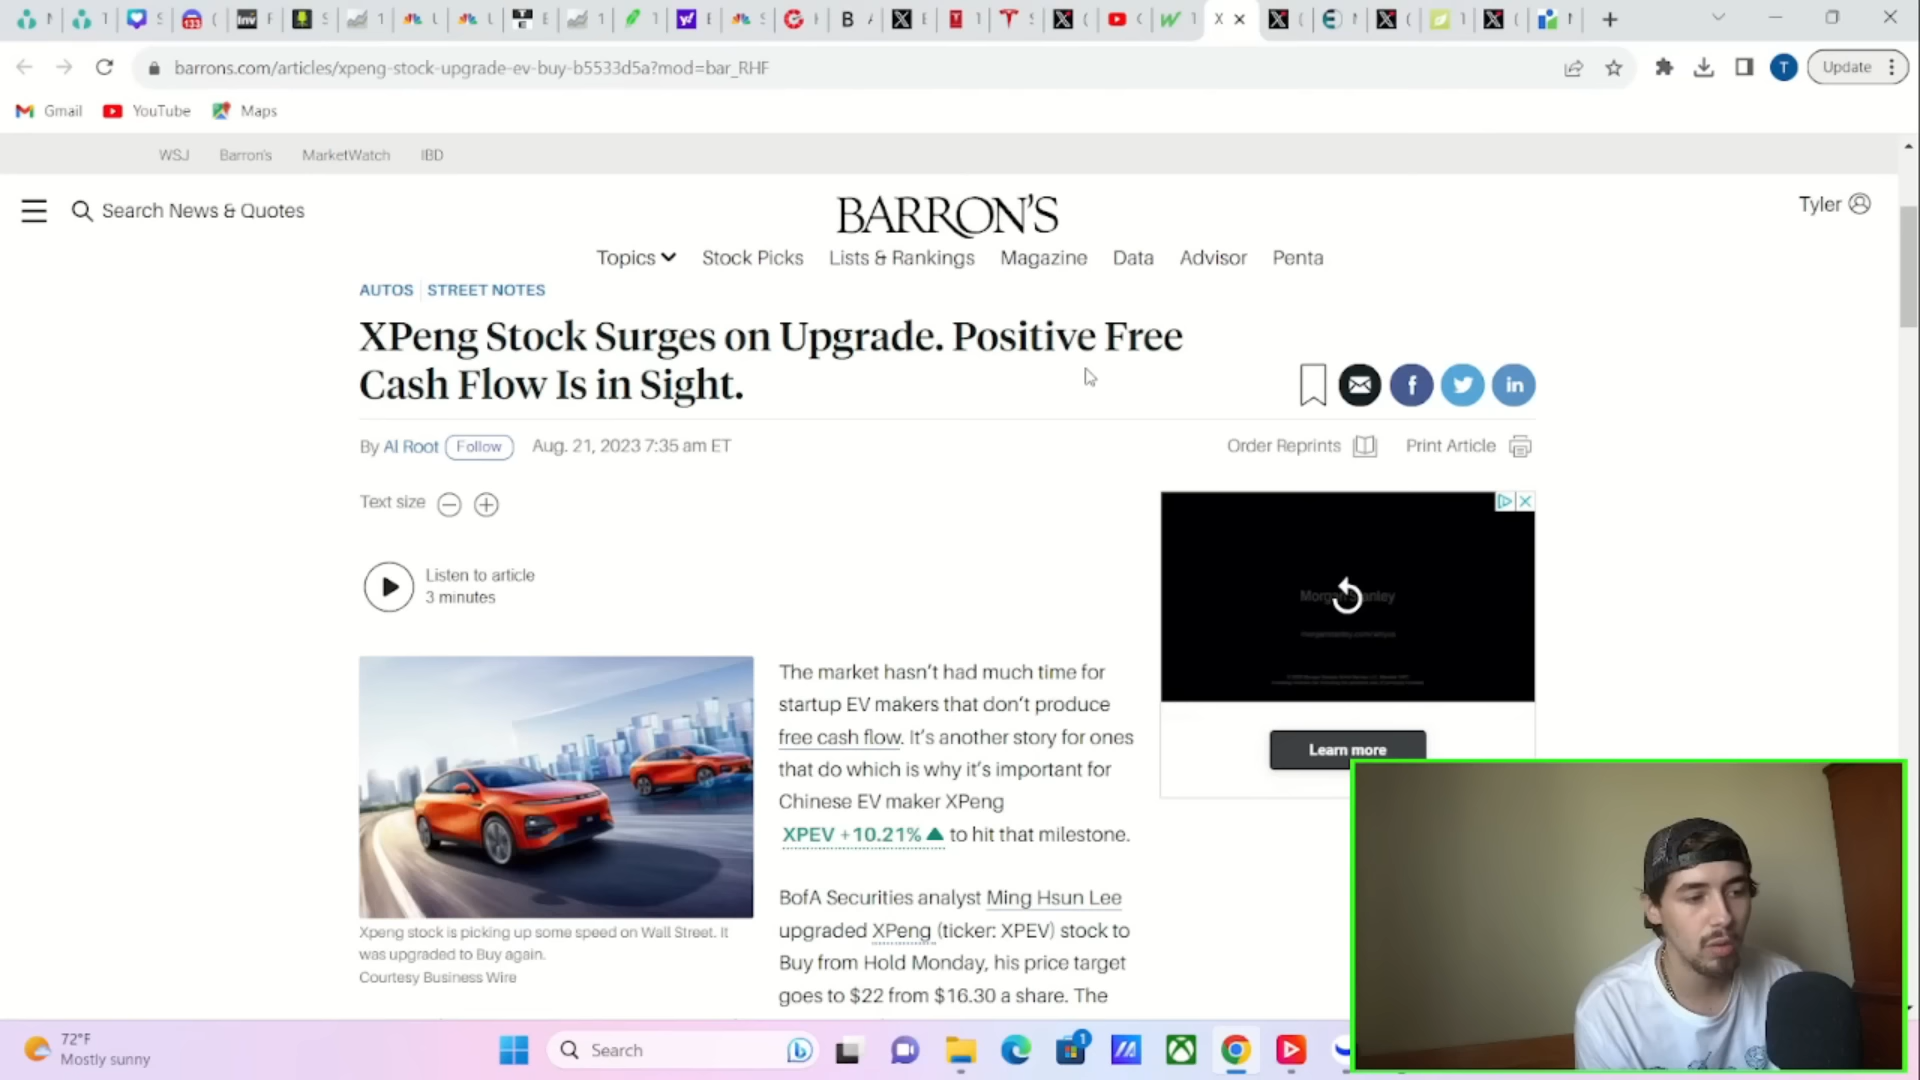 barrons.com/articles/xpeng-stock-upgrade-ev-buy-b5533d5a?mod=bar_RHF
Update
Gmail
YouTube
Maps
WSJ
Barron's
MarketWatch
IBD
Search News & Quotes
BARRON'S
Tyler
Topics
Stock Picks
Lists & Rankings
Magazine
Data
Advisor
Penta
AUTOS
STREET NOTES
XPeng Stock Surges on Upgrade. Positive Free
Cash Flow Is in Sight.
By Al Root
Follow
Aug. 21, 2023 7:35 am ET
Order Reprints
Print Article
Text size
Listen to article
3 minutes
Learn more
The market hasn't had much time for
startup EV makers that don't produce
free cash flow. It's another story for ones
that do which is why it's important for
Chinese EV maker XPeng
XPEV +10.21% ▲ to hit that milestone.
BofA Securities analyst Ming Hsun Lee
upgraded XPeng (ticker: XPEV) stock to
Buy from Hold Monday, his price target
goes to $22 from $16.30 a share. The
Xpeng stock is picking up some speed on Wall Street. It
was upgraded to Buy again.
Courtesy Business Wire
72°F
Mostly sunny
Search